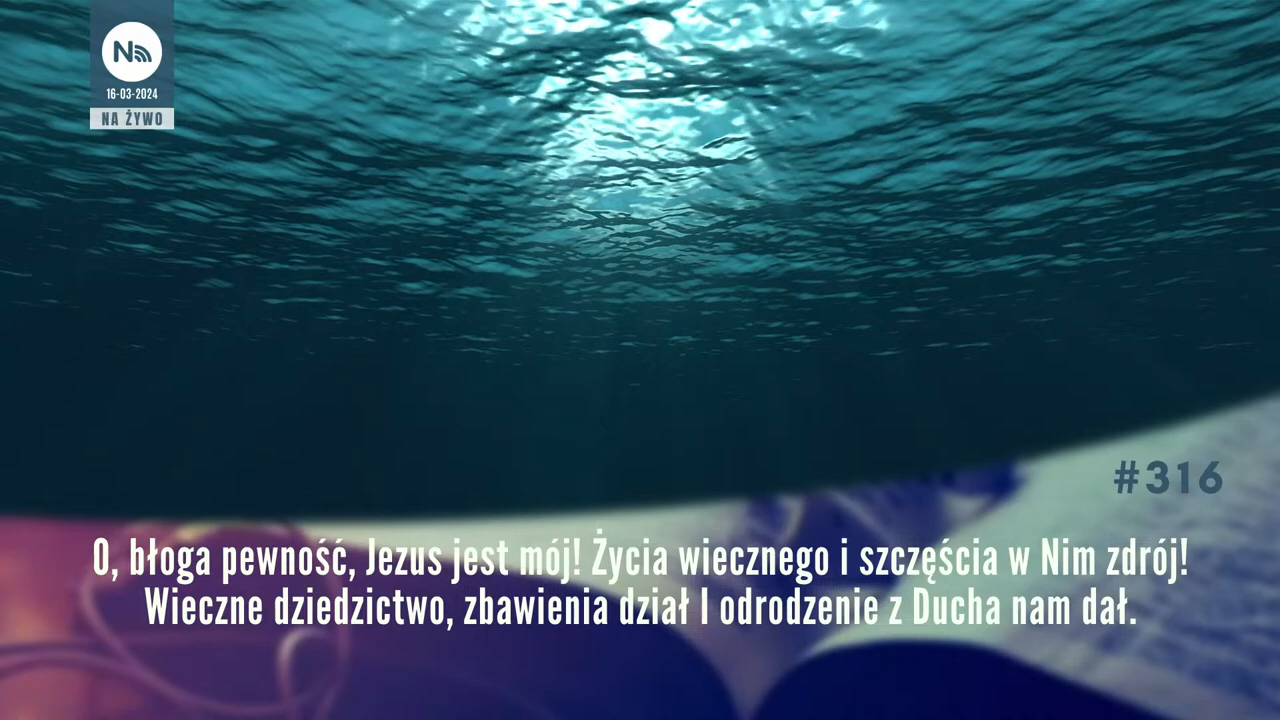 N
16-03-2024
NA ŻYWO
#316
O, błoga pewność, Jezus jest mój! Życia wiecznego i szczęścia w Nim zdrój!
Wieczne dziedzictwo, zbawienia dział I odrodzenie z Ducha nam dał.